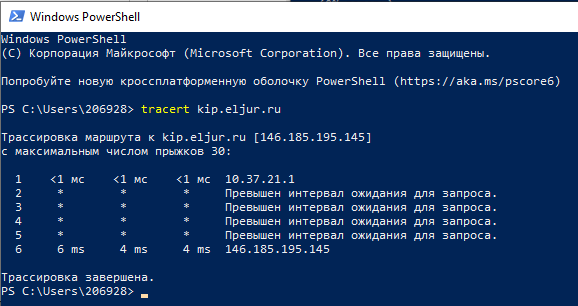 Windows PowerShell
Windows PowerShell
(C) Корпорация Майкрософт (Microsoft Corporation). Все права защищены.
Попробуйте новую кроссплатформенную оболочку PowerShell (https://aka.ms/pscore6)
PS C:\Users\206928> tracert kip.eljur.ru
Трассировка маршрута к kip.eljur.ru [146.185.195.145]
с максимальным числом прыжков 30:
1 <1 мс <1 мс <1 мс 10.37.21.1
2 * * * Превышен интервал ожидания для запроса.
3 * * * Превышен интервал ожидания для запроса.
4 * * * Превышен интервал ожидания для запроса.
5 * * * Превышен интервал ожидания для запроса.
6 6 ms 4 ms 4 ms 146.185.195.145
Трассировка завершена.
PS C:\Users\206928>